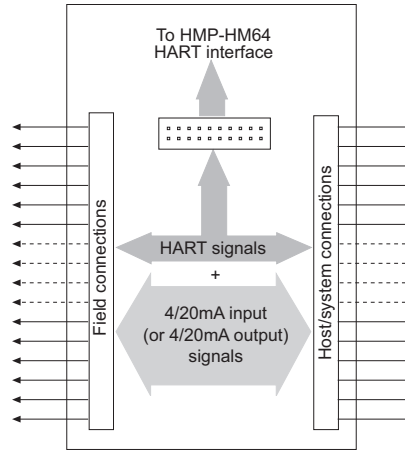 To HMP-HM64
HART interface
Field connections
Host/system connections
HART signals
+
4/20mA input
(or 4/20mA output)
signals